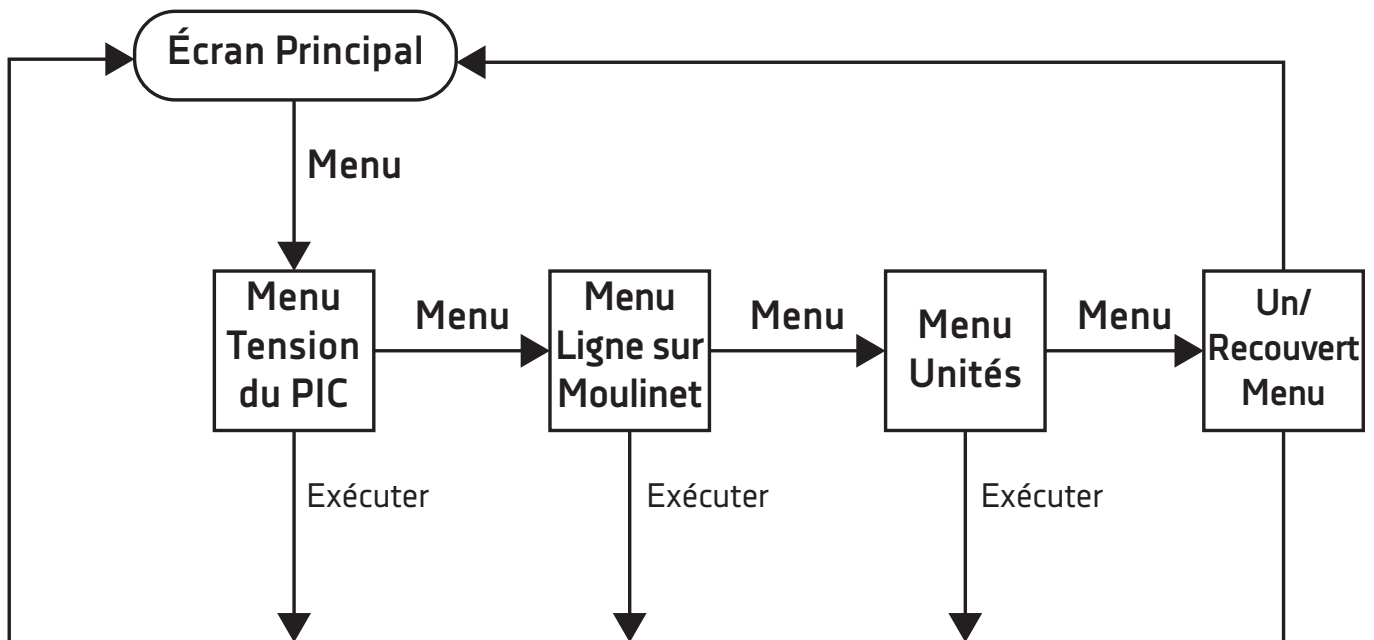 Écran Principal
Menu
Menu
Tension
du PIC
Menu
Menu
Ligne sur
Moulinet
Menu
Menu
Unités
Menu
Un/
Recouvert
Menu
Exécuter
Exécuter
Exécuter